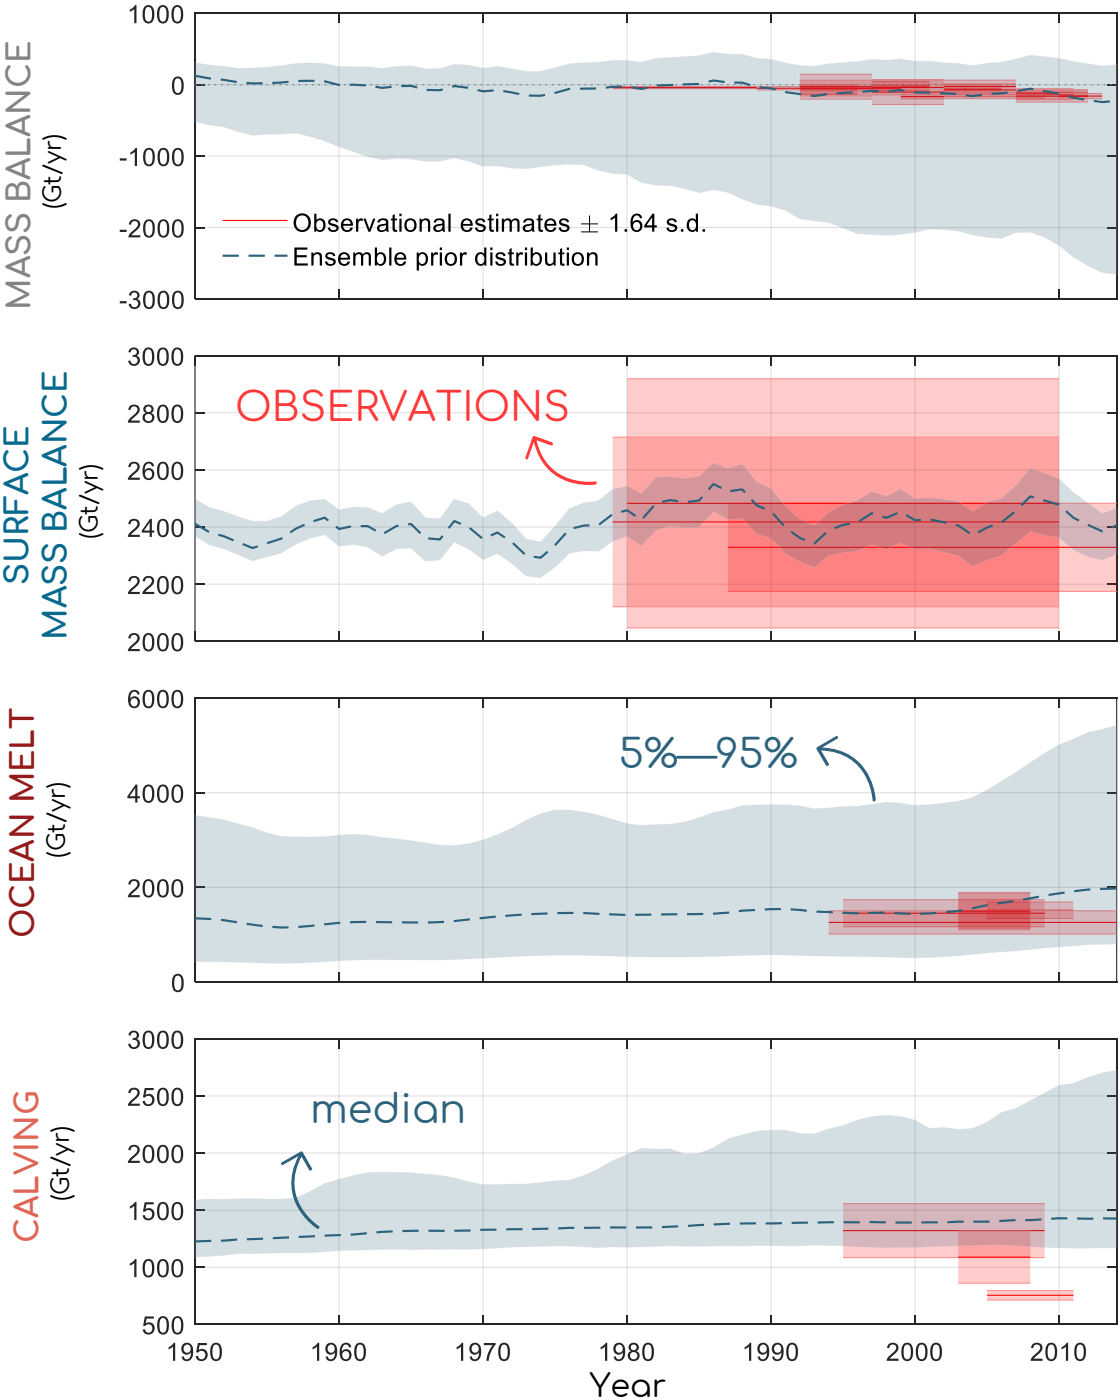 MASS BALANCE
(Gt/yr)
1000
0
-1000
-2000
-3000
Observational estimates ± 1.64 s.d.
Ensemble prior distribution
SURFACE
MASS BALANCE
(Gt/yr)
3000
2800
2600
2400
2200
2000
OBSERVATIONS
OCEAN MELT
(Gt/yr)
6000
4000
2000
0
5%—95%
CALVING
(Gt/yr)
3000
2500
2000
1500
1000
500
median
1950 1960 1970 1980 1990 2000 2010
Year